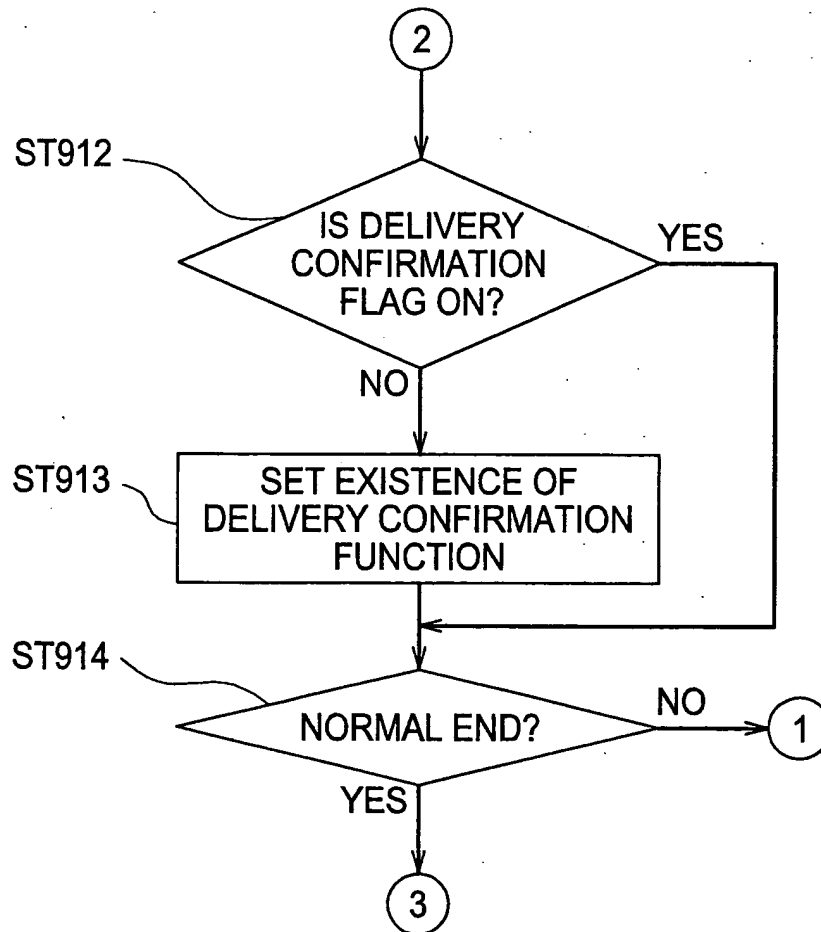 2
ST912
IS DELIVERY
CONFIRMATION
FLAG ON?
YES
NO
ST913
SET EXISTENCE OF
DELIVERY CONFIRMATION
FUNCTION
ST914
NORMAL END?
NO
1
YES
3